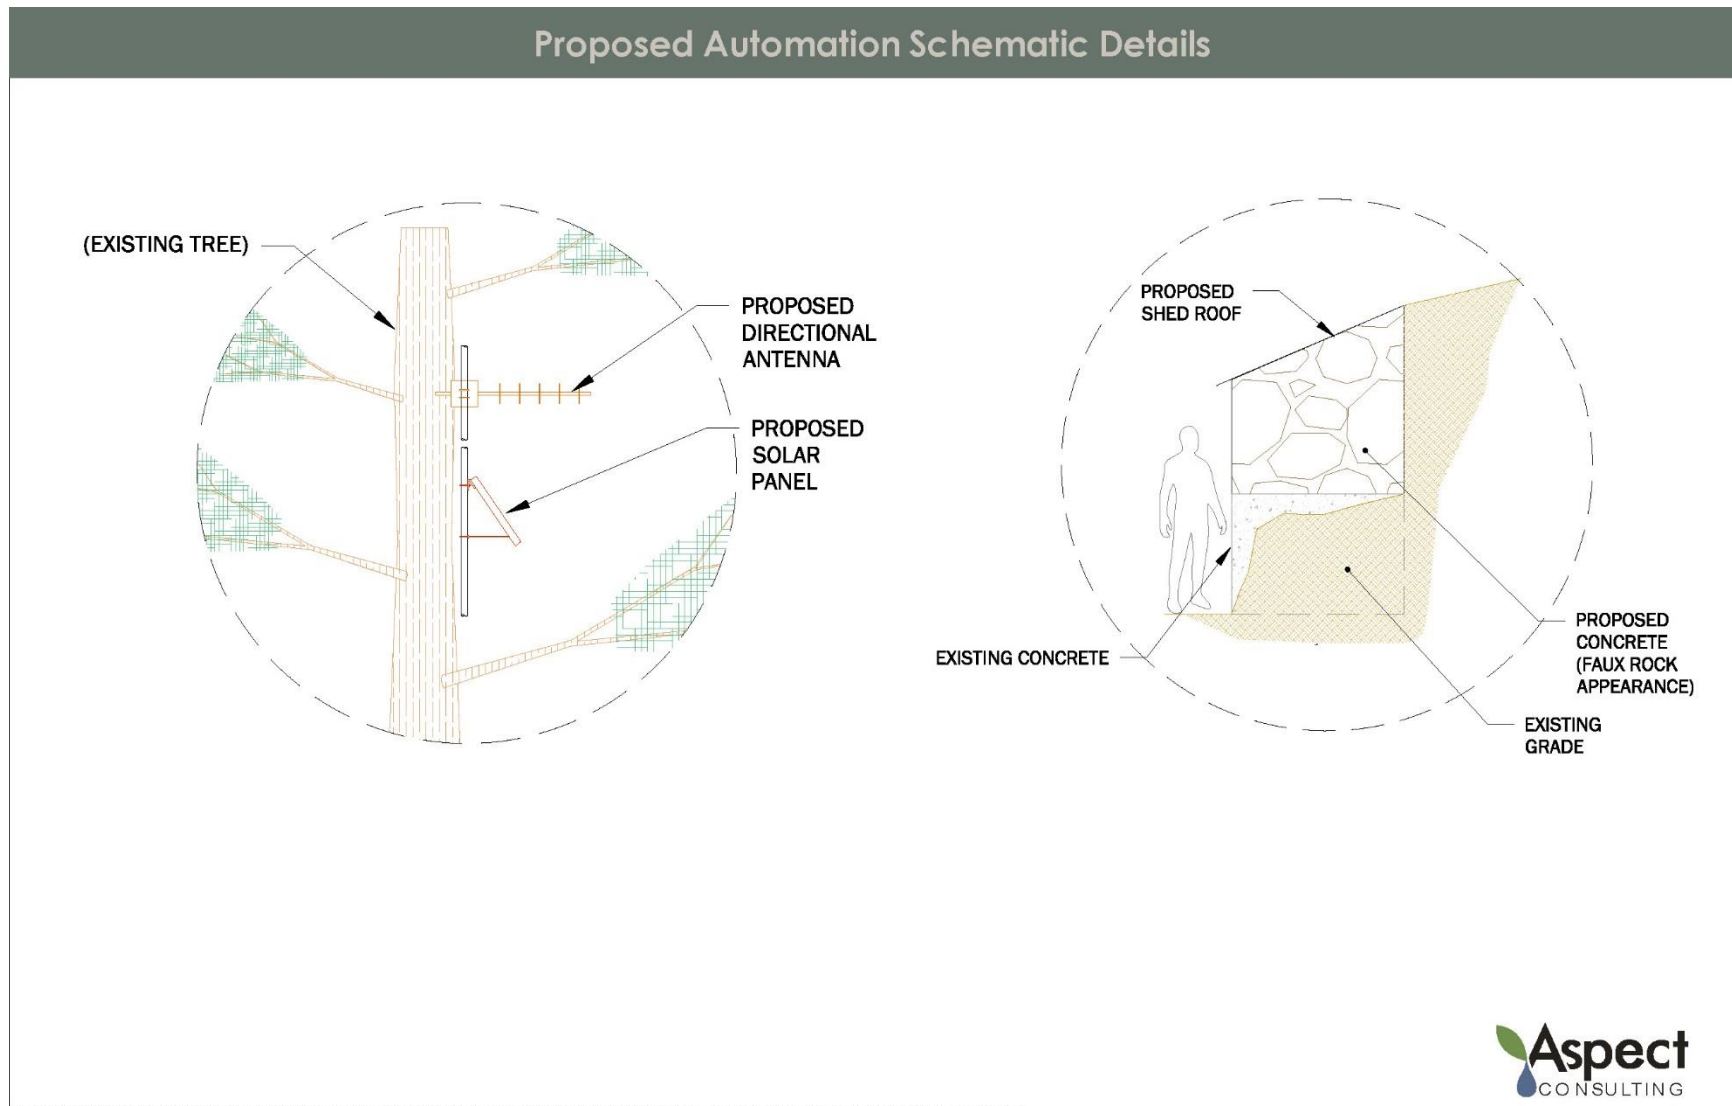 Proposed Automation Schematic Details
(EXISTING TREE)
PROPOSED
DIRECTIONAL
ANTENNA
PROPOSED
SOLAR
PANEL
PROPOSED
SHED ROOF
EXISTING CONCRETE
PROPOSED
CONCRETE
(FAUX ROCK
APPEARANCE)
EXISTING
GRADE
Aspect
CONSULTING